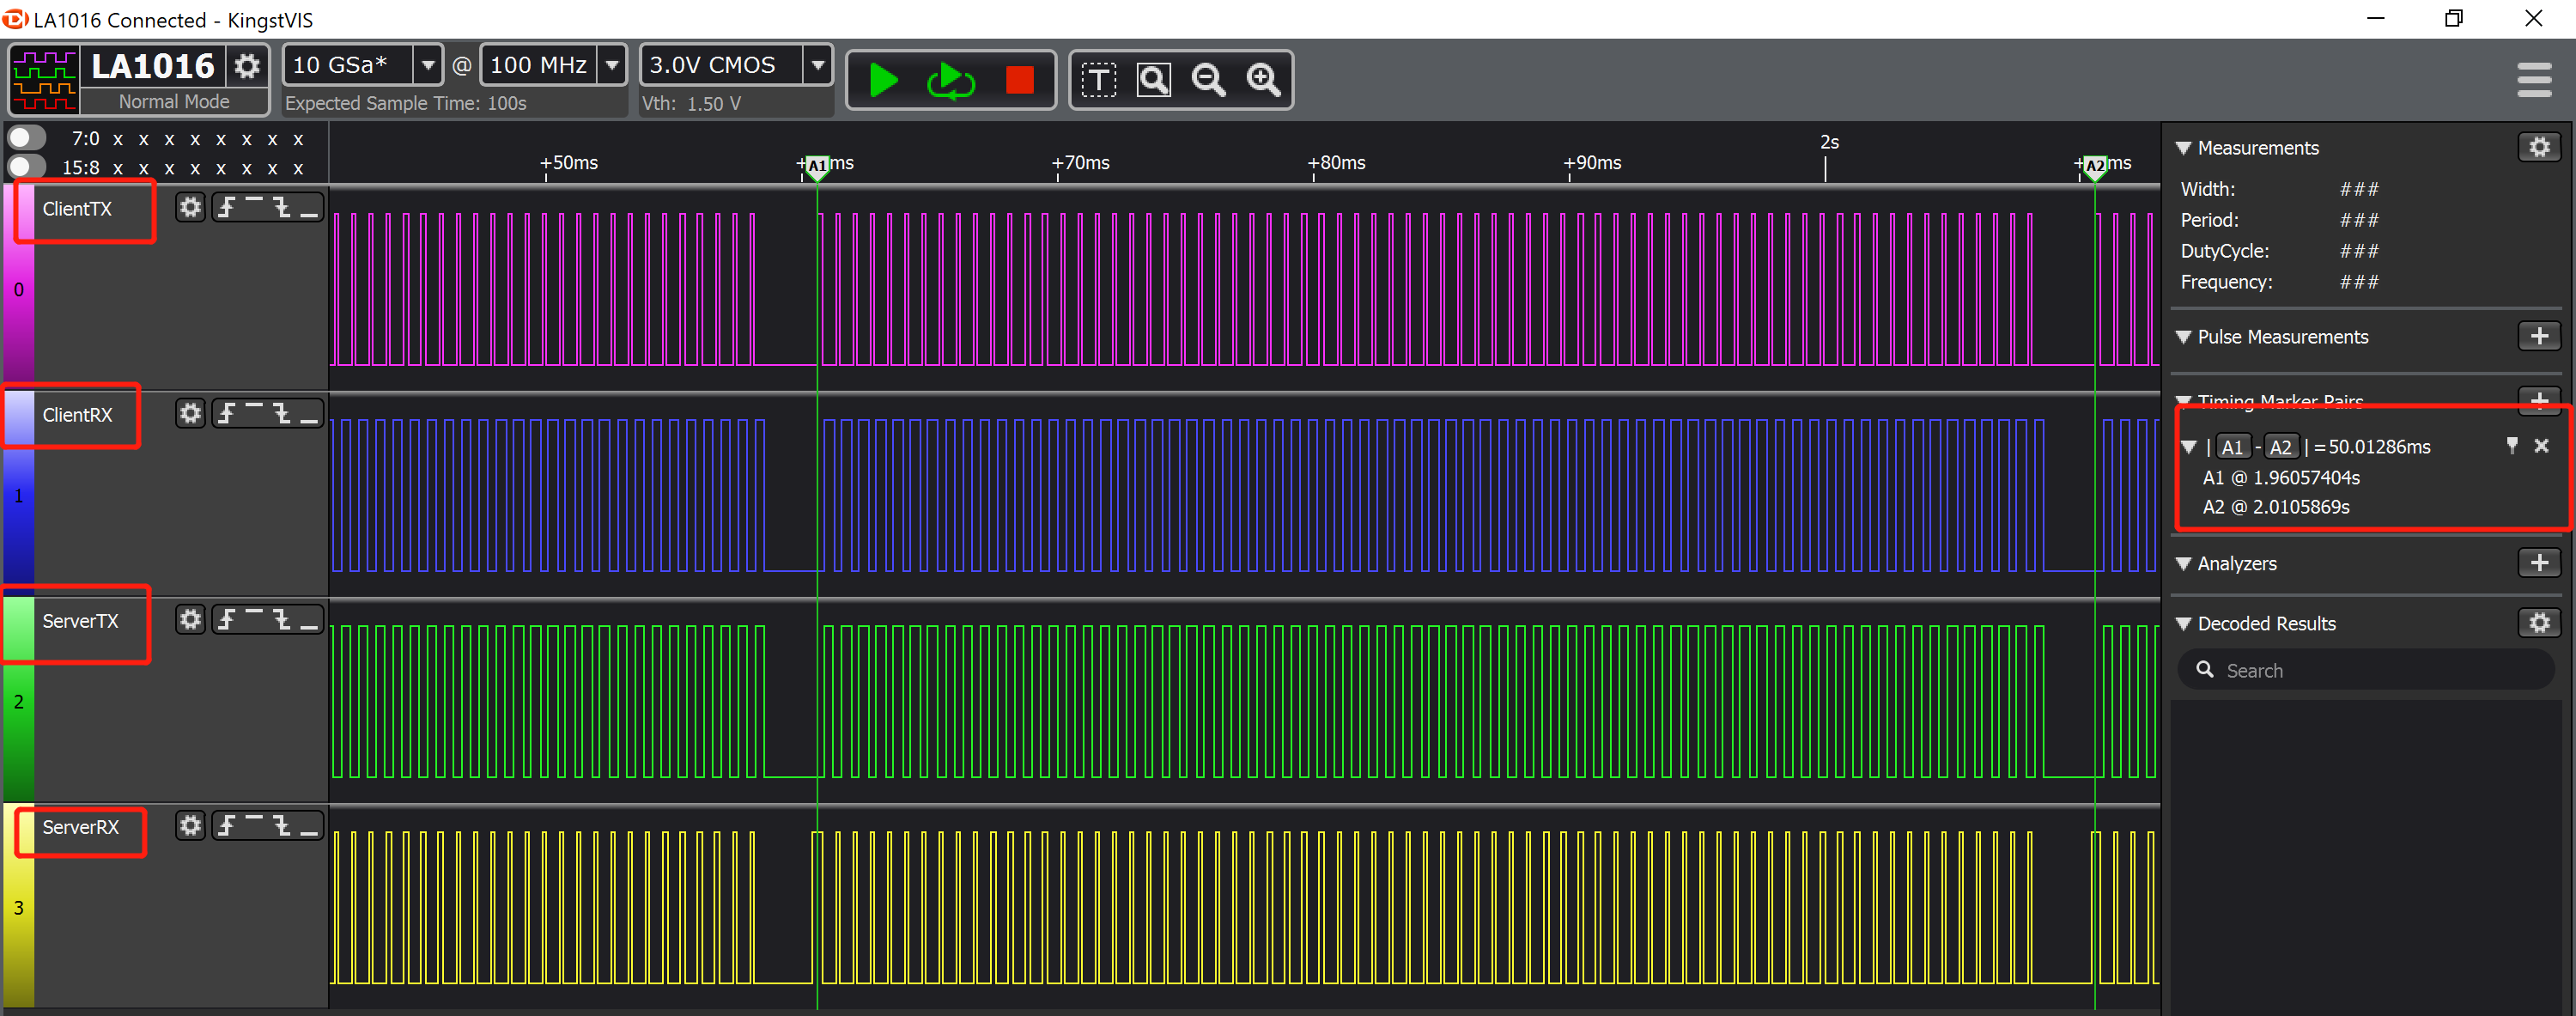 LA1016 Connected - KingstVIS
LA1016
Normal Mode
10 GSa* @ 100 MHz
Expected Sample Time: 100s
3.0V CMOS
Vth: 1.50 V
T
7:0 x x x x x x x x
15:8 x x x x x x x x
+50ms
A1
ms
+70ms
+80ms
+90ms
2s
A2
ms
ClientTX
0
ClientRX
1
ServerTX
2
ServerRX
3
Measurements
Width: ###
Period: ###
DutyCycle: ###
Frequency: ###
Pulse Measurements
Timing Marker Pairs
| A1 - A2 | =50.01286ms
A1 @ 1.96057404s
A2 @ 2.0105869s
Analyzers
Decoded Results
Search